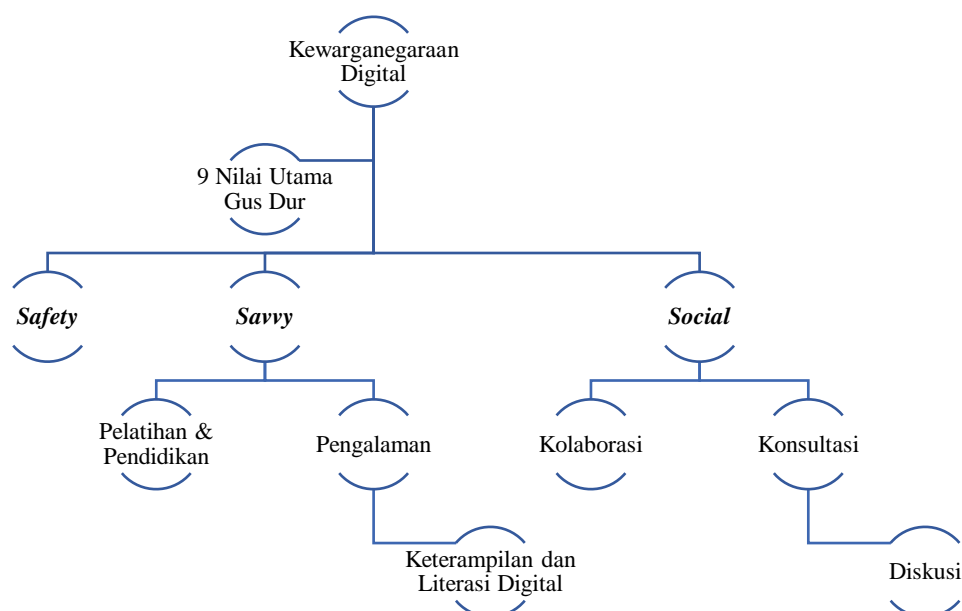 Kewarganegaraan
Digital
9 Nilai Utama
Gus Dur
Safety
Savvy
Social
Pelatihan &
Pendidikan
Pengalaman
Kolaborasi
Konsultasi
Keterampilan dan
Literasi Digital
Diskusi